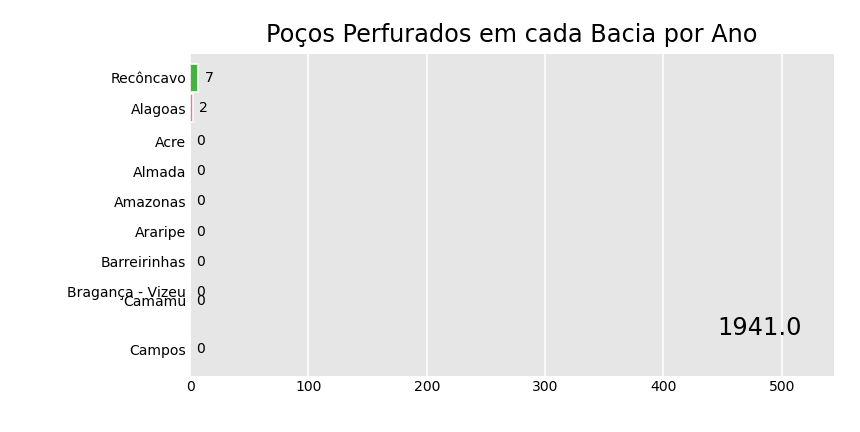 Poços Perfurados em cada Bacia por Ano
Recôncavo 7
Alagoas 2
Acre 0
Almada 0
Amazonas 0
Araripe 0
Barreirinhas 0
Bragança - Vizeu 0
Camamu 0
1941.0
Campos 0
0 100 200 300 400 500